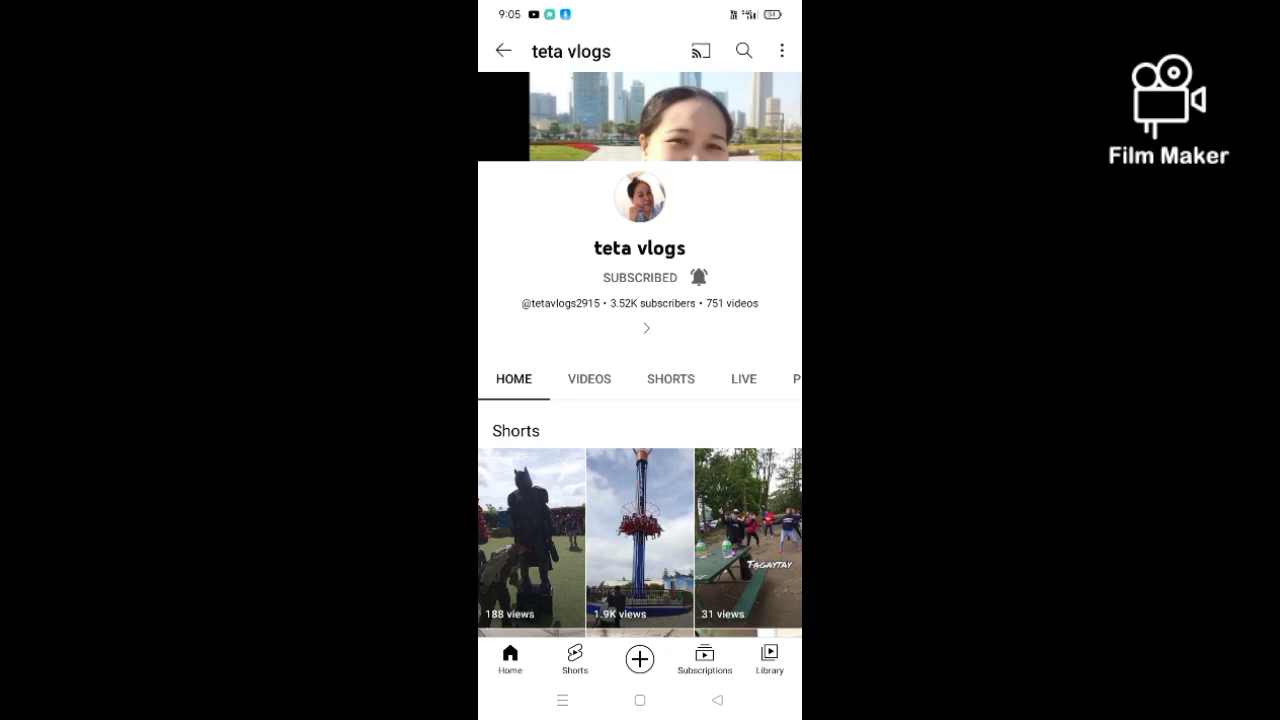 9:05
54
teta vlogs
teta vlogs
SUBSCRIBED
@tetavlogs2915 • 3.52K subscribers • 751 videos
HOME VIDEOS SHORTS LIVE P
Shorts
188 views
1.9K views
TAGAYTAY
31 views
Home
Shorts
Subscriptions
Library
Film Maker